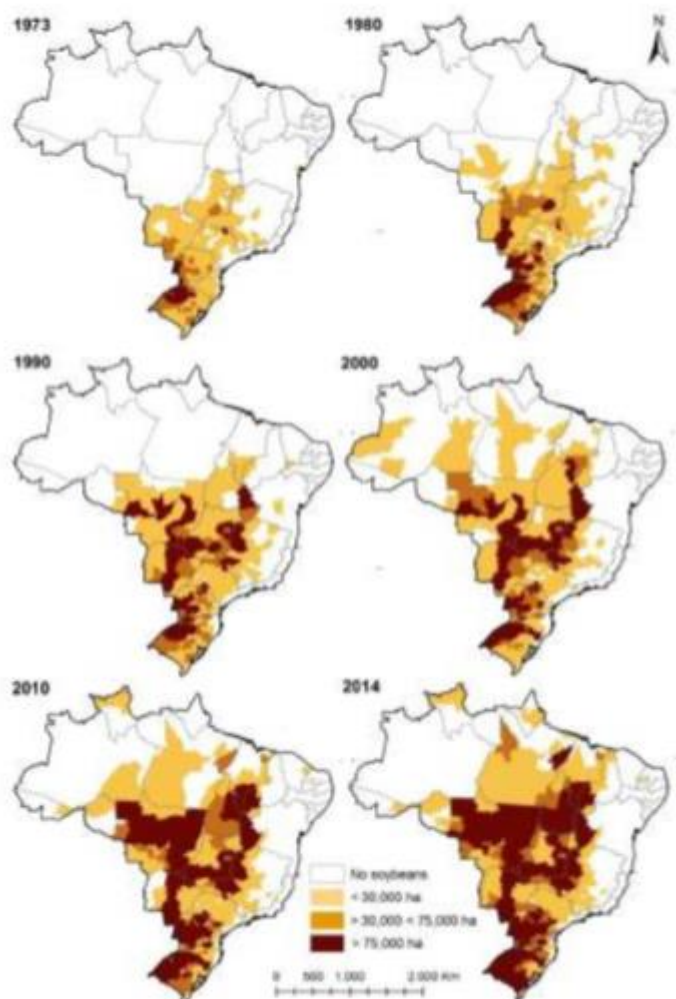 1973
1980
N
1990
2000
2010
2014
No soybeans
< 30,000 ha
> 30,000 < 75,000 ha
> 75,000 ha
0 500 1.000 2.000 Km